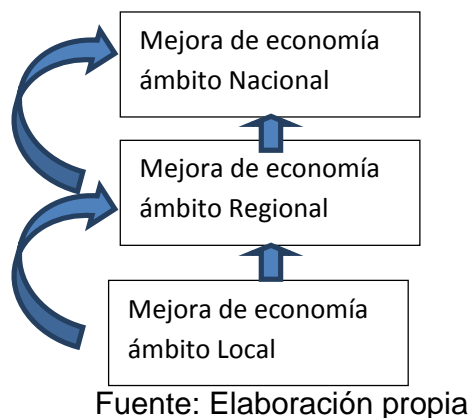 Mejora de economía
ámbito Nacional
Mejora de economía
ámbito Regional
Mejora de economía
ámbito Local
Fuente: Elaboración propia